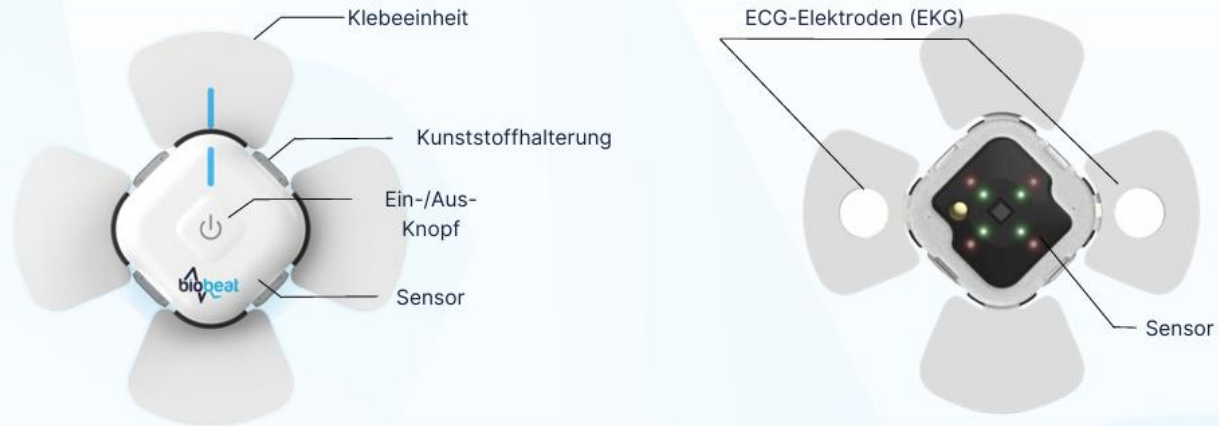 Klebeeinheit
Kunststoffhalterung
Ein-/Aus-
Knopf
biobeat
Sensor
ECG-Elektroden (EKG)
Sensor